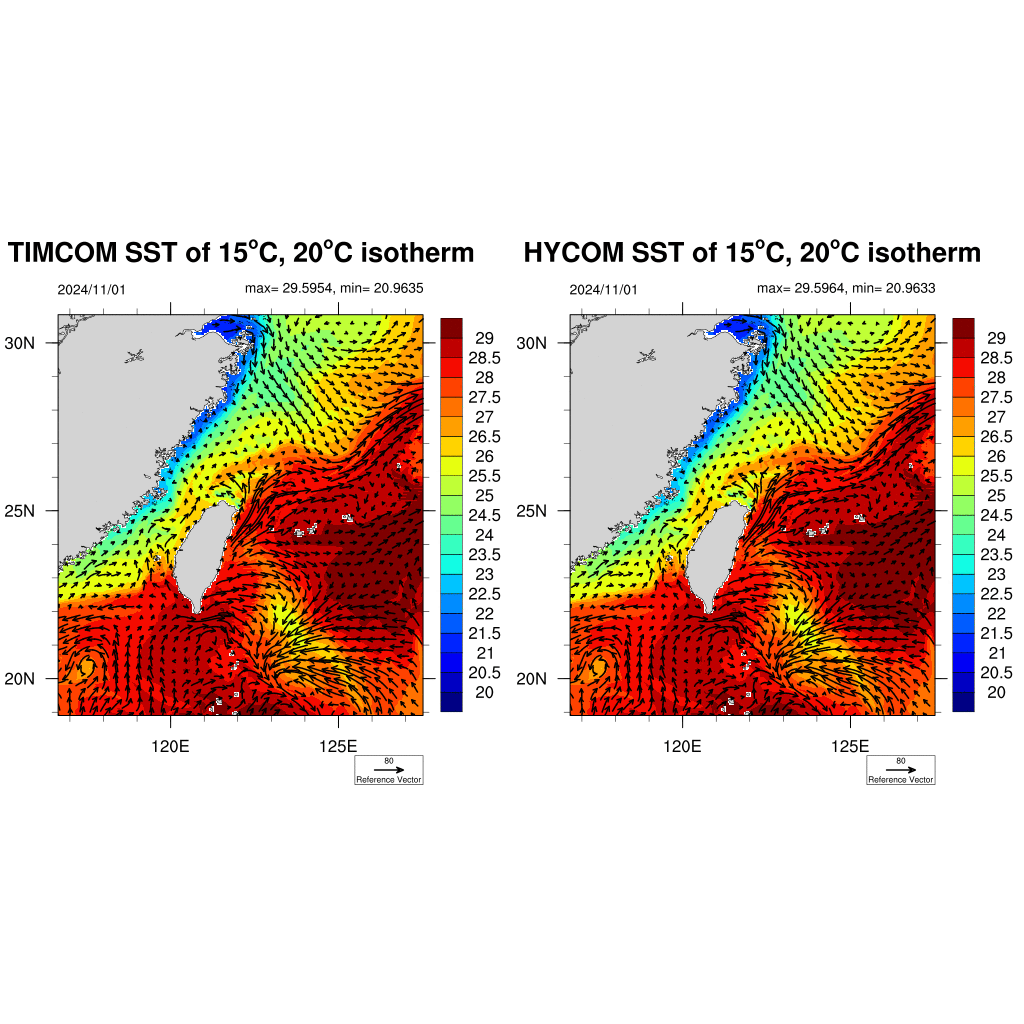 TIMCOM SST of 15°C, 20°C isotherm
2024/11/01
max= 29.5954, min= 20.9635
30N
25N
20N
120E
125E
29
28.5
28
27.5
27
26.5
26
25.5
25
24.5
24
23.5
23
22.5
22
21.5
21
20.5
20
80
Reference Vector
HYCOM SST of 15°C, 20°C isotherm
2024/11/01
max= 29.5964, min= 20.9633
30N
25N
20N
120E
125E
29
28.5
28
27.5
27
26.5
26
25.5
25
24.5
24
23.5
23
22.5
22
21.5
21
20.5
20
80
Reference Vector